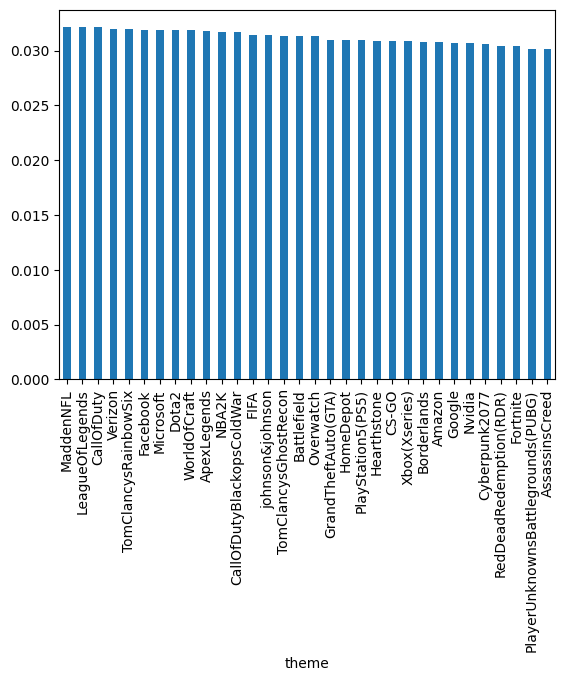 0.030
0.025
0.020
0.015
0.010
0.005
0.000
MaddenNFL
LeagueOfLegends
CallOfDuty
Verizon
TomClancysRainbowSix
Facebook
Microsoft
Dota2
WorldOfCraft
ApexLegends
NBA2K
CallOfDutyBlackopsColdWar
FIFA
johnson&johnson
TomClancysGhostRecon
Battlefield
Overwatch
GrandTheftAuto(GTA)
HomeDepot
PlayStation5(PS5)
Hearthstone
CS-GO
Xbox(Xseries)
Borderlands
Amazon
Google
Nvidia
Cyberpunk2077
RedDeadRedemption(RDR)
Fortnite
PlayerUnknownsBattlegrounds(PUBG)
AssassinsCreed
theme